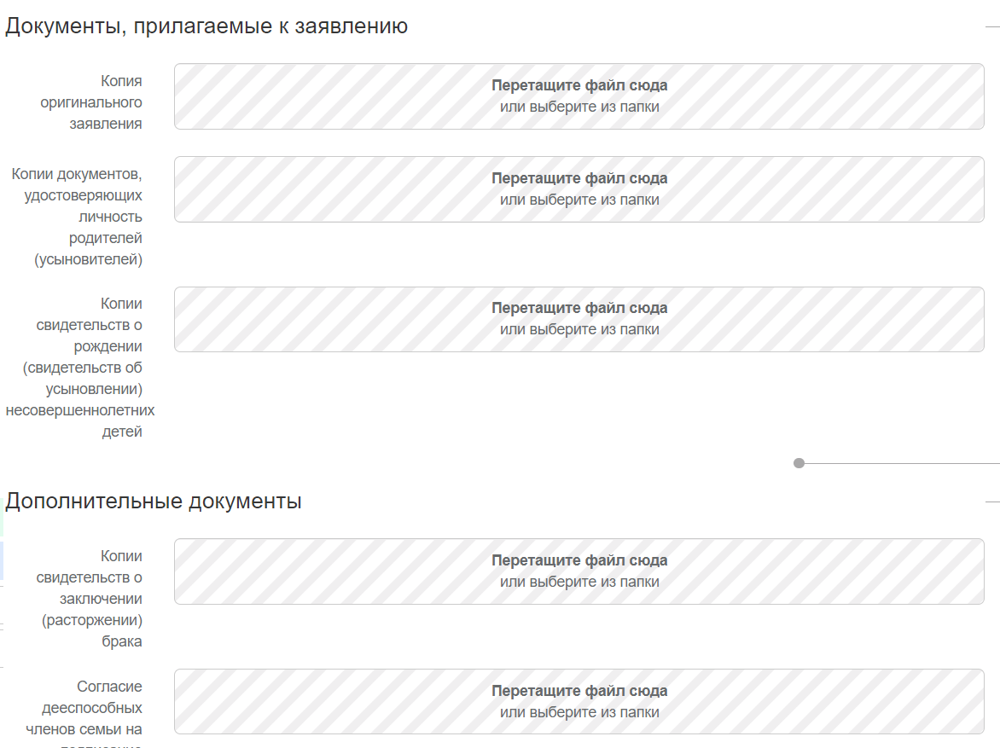 Документы, прилагаемые к заявлению
Копия
оригинального
заявления
Перетащите файл сюда
или выберите из папки
Копии документов,
удостоверяющих
личность
родителей
(усыновителей)
Перетащите файл сюда
или выберите из папки
Копии
свидетельств о
рождении
(свидетельств об
усыновлении)
несовершеннолетних
детей
Перетащите файл сюда
или выберите из папки
Дополнительные документы
Копии
свидетельств о
заключении
(расторжении)
брака
Перетащите файл сюда
или выберите из папки
Согласие
дееспособных
членов семьи на
Перетащите файл сюда
или выберите из папки